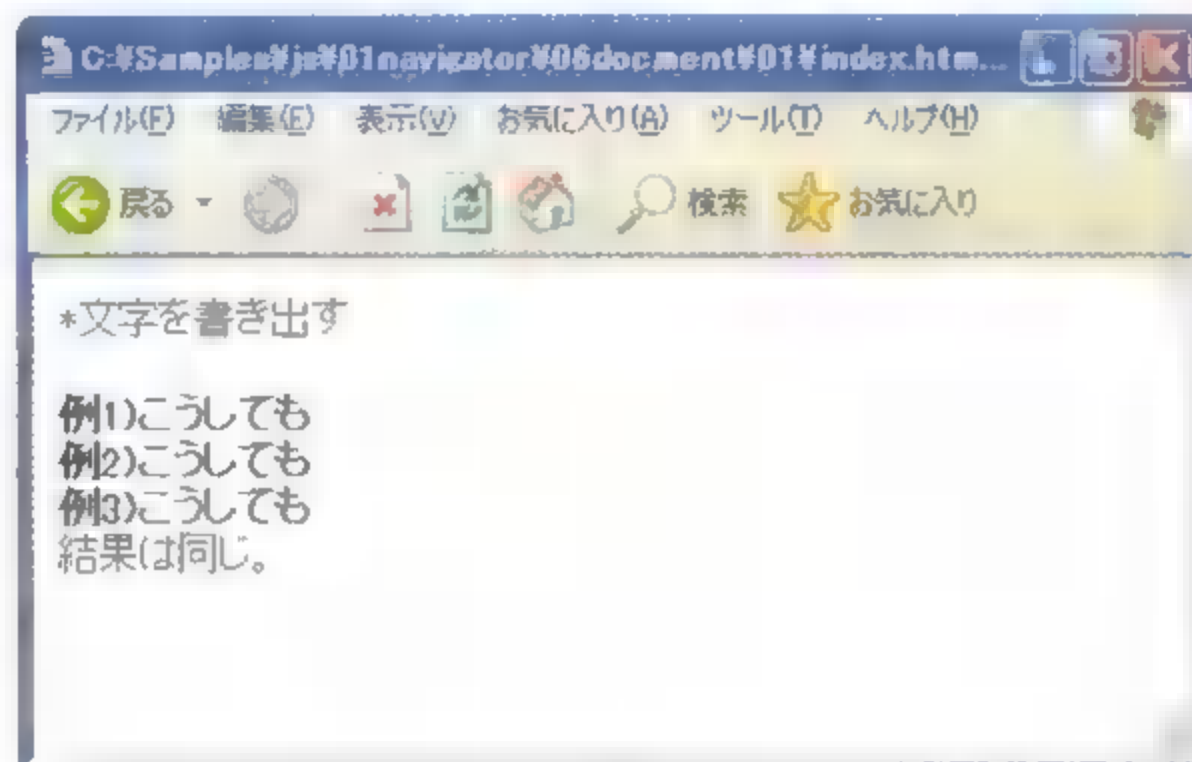 C:¥Samples¥js¥01navigator¥06document¥01¥index.htm...
ファイル(F) 編集(E) 表示(V) お気に入り(A) ツール(T) ヘルプ(H)
戻る 検索 お気に入り
*文字を書き出す
例1)こうしても
例2)こうしても
例3)こうしても
結果は同じ。